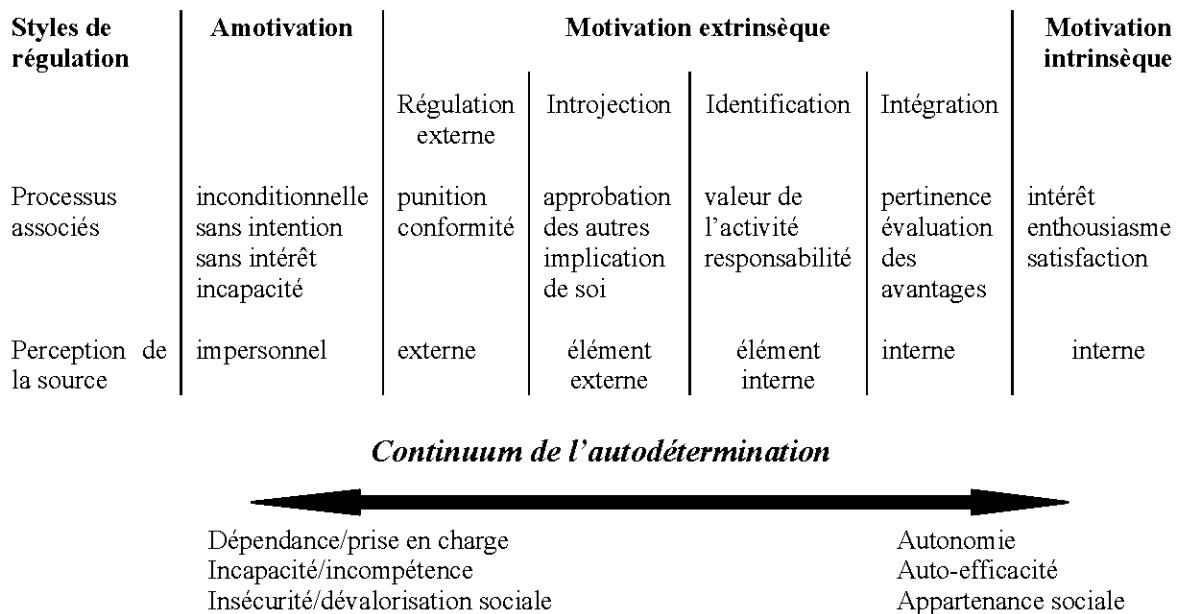 Styles de régulation Amotivation Motivation extrinsèque Motivation intrinsèque
Régulation externe Introjection Identification Intégration
Processus associés
inconditionnelle
sans intention
sans intérêt
incapacité
punition
conformité
approbation
des autres
implication
de soi
valeur de
l'activité
responsabilité
pertinence
évaluation
des
avantages
intérêt
enthousiasme
satisfaction
Perception de
la source
impersonnel
externe
élément
externe
élément
interne
interne
interne
Continuum de l'autodétermination
Dépendance/prise en charge
Incapacité/incompétence
Insécurité/dévalorisation sociale
Autonomie
Auto-efficacité
Appartenance sociale